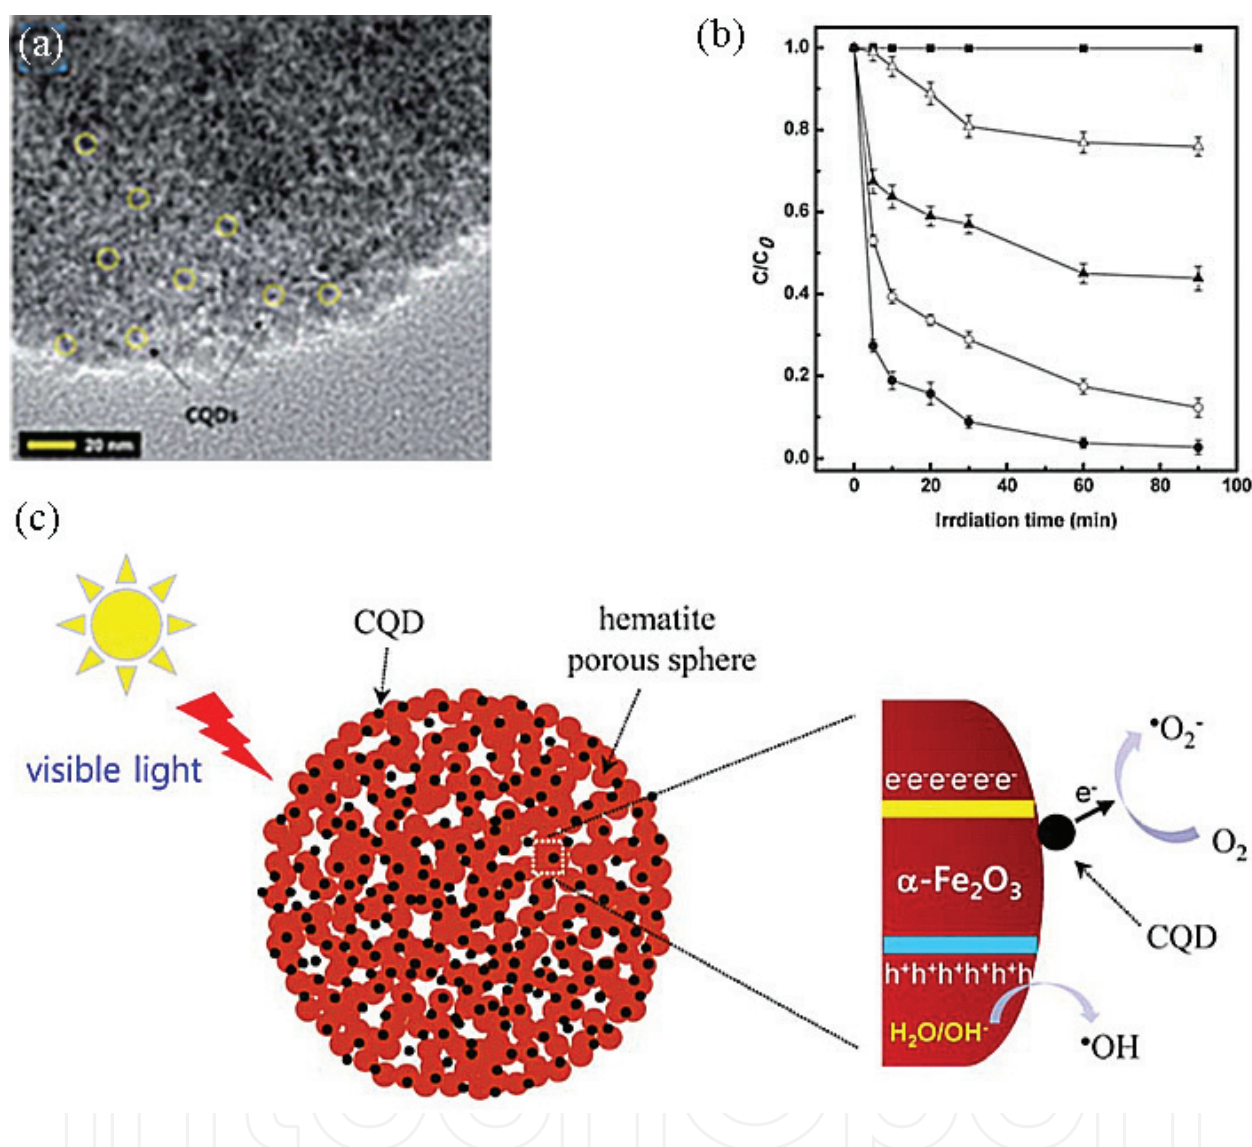 (a)
CQDs
20 nm
(b)
1.0
0.8
0.6
0.4
0.2
0.0
C/C0
0 20 40 60 80 100
Irrdiation time (min)
(c)
visible light
CQD
hematite
porous sphere
e-e-e-e-e-e-
α-Fe2O3
h+h+h+h+h+h
H2O/OH-
•O2-
e-
O2
CQD
•OH